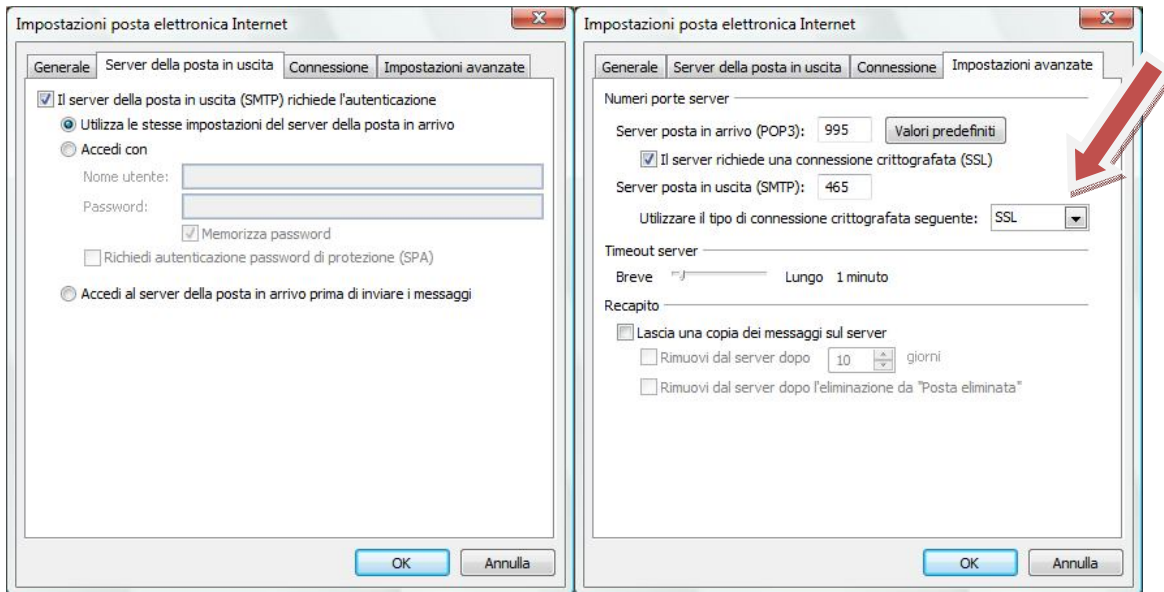 Impostazioni posta elettronica Internet
Generale Server della posta in uscita Connessione Impostazioni avanzate
Il server della posta in uscita (SMTP) richiede l'autenticazione
Utilizza le stesse impostazioni del server della posta in arrivo
Accedi con
Nome utente:
Password:
Memorizza password
Richiedi autenticazione password di protezione (SPA)
Accedi al server della posta in arrivo prima di inviare i messaggi
OK Annulla
Impostazioni posta elettronica Internet
Generale Server della posta in uscita Connessione Impostazioni avanzate
Numeri porte server
Server posta in arrivo (POP3): 995 Valori predefiniti
Il server richiede una connessione crittografata (SSL)
Server posta in uscita (SMTP): 465
Utilizzare il tipo di connessione crittografata seguente: SSL
Timeout server
Breve Lungo 1 minuto
Recapito
Lascia una copia dei messaggi sul server
Rimuovi dal server dopo 10 giorni
Rimuovi dal server dopo l'eliminazione da "Posta eliminata"
OK Annulla